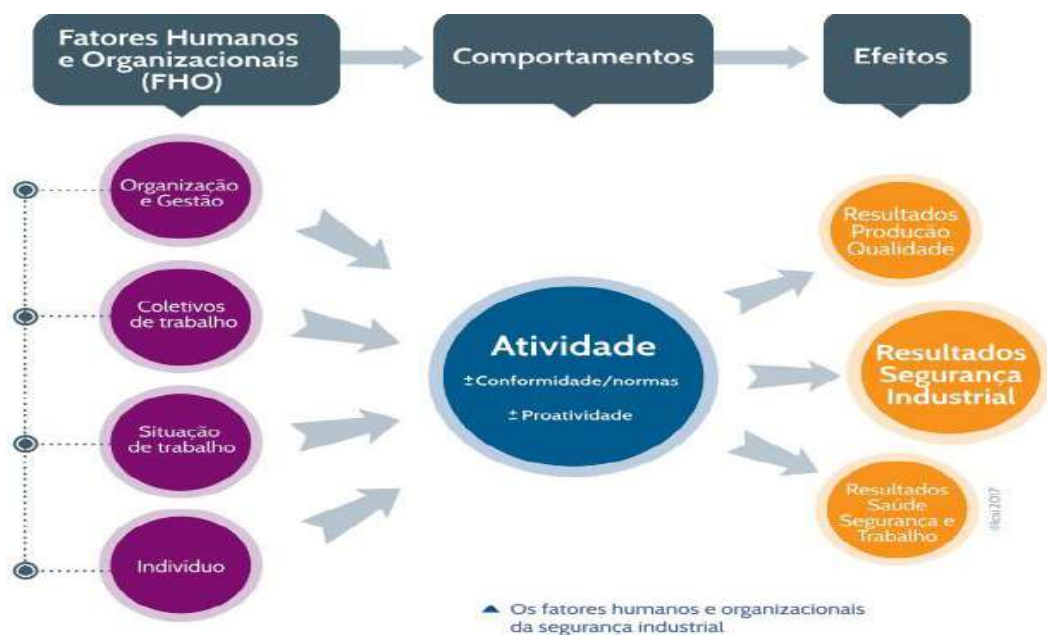 Fatores Humanos
e Organizacionais
(FHO)
Comportamentos
Efeitos
Organização
e Gestão
Coletivos
de trabalho
Situação
de trabalho
Indivíduo
Atividade
±Conformidade/normas
± Proatividade
Resultados
Produção
Qualidade
Resultados
Segurança
Industrial
Resultados
Saúde
Segurança e
Trabalho
©Icsi2017
▲ Os fatores humanos e organizacionais
da segurança industrial